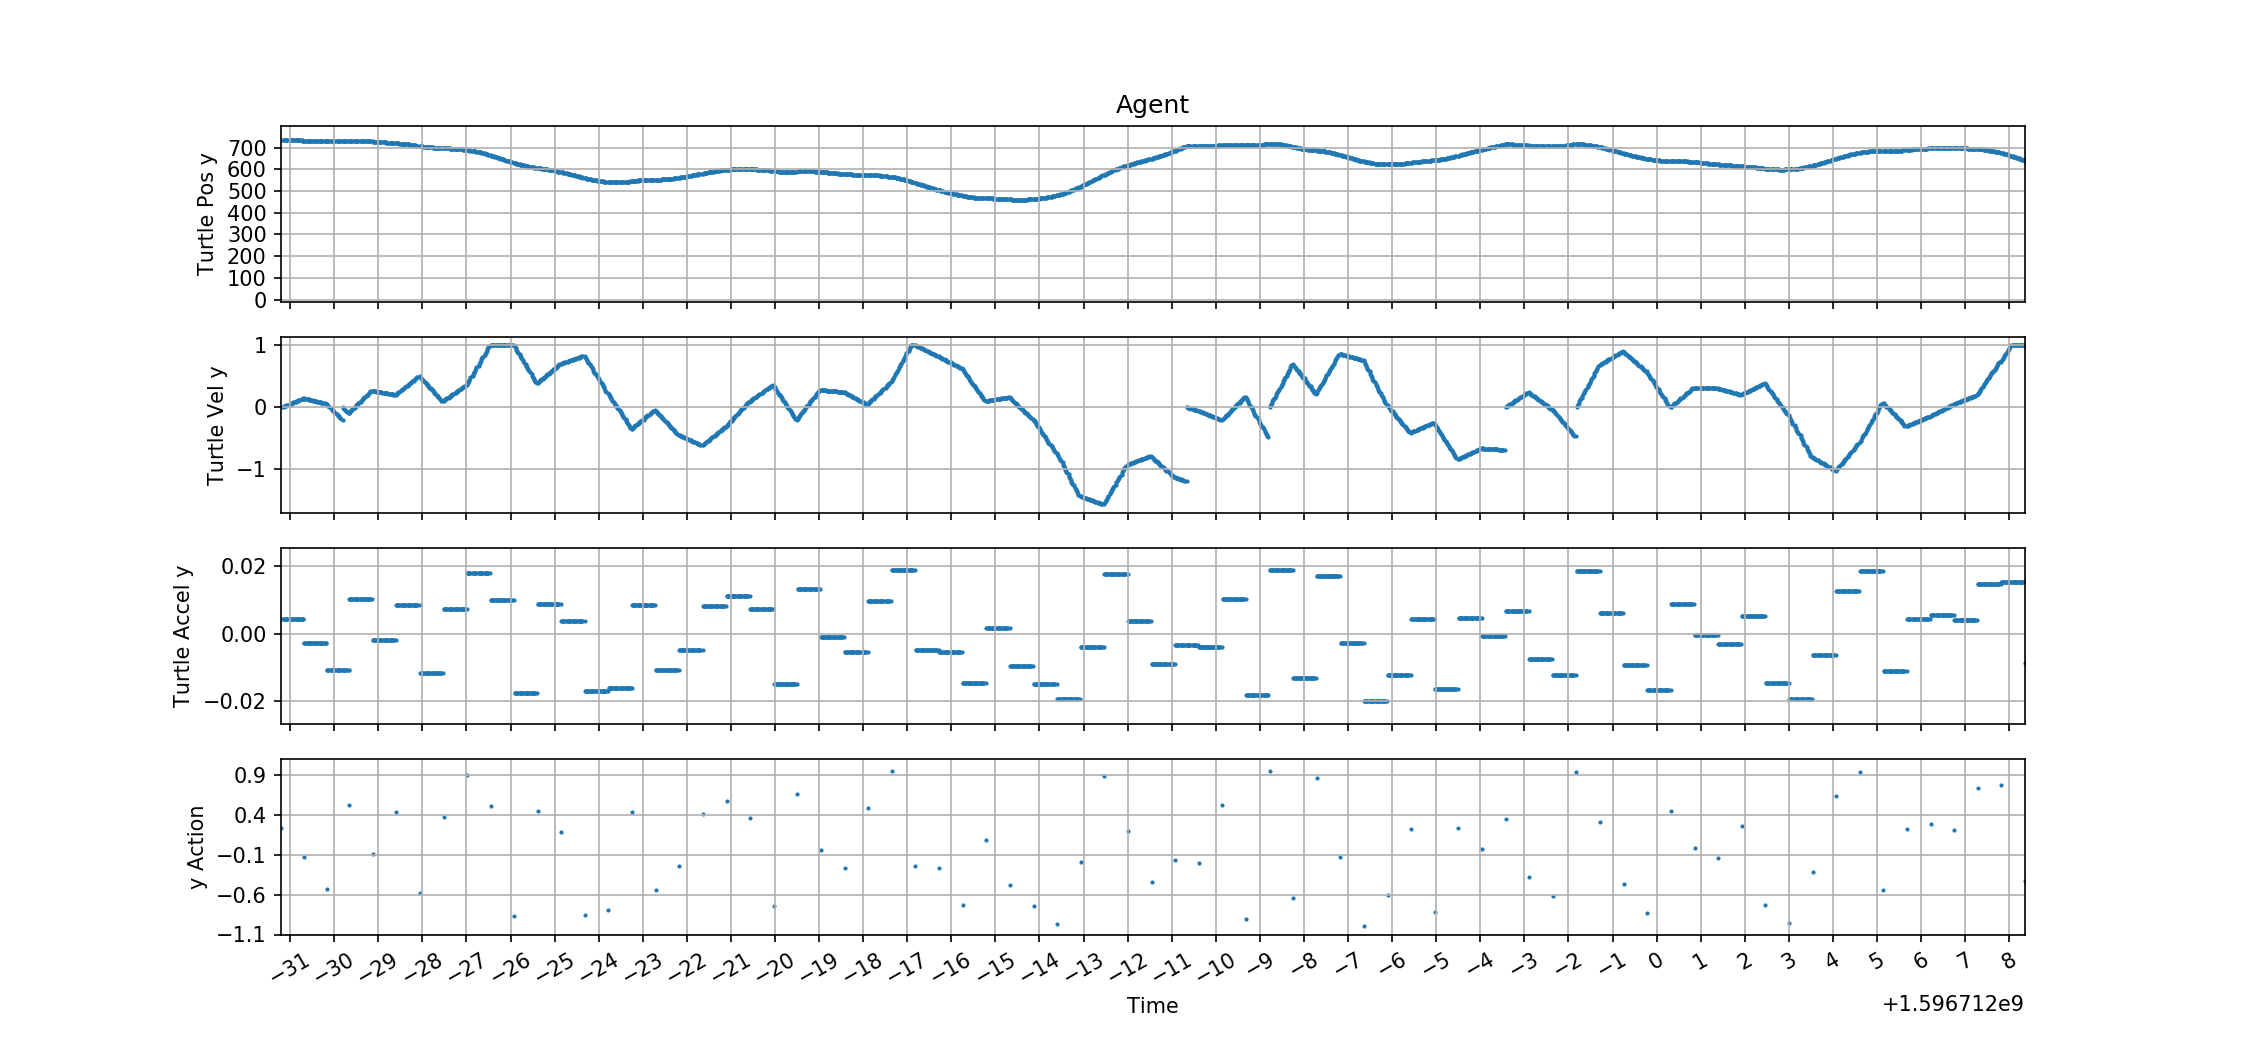 Agent
Turtle Pos y
700
600
500
400
300
200
100
0
Turtle Vel y
1
0
−1
Turtle Accel y
0.02
0.00
−0.02
y Action
0.9
0.4
−0.1
−0.6
−1.1
−31 −30 −29 −28 −27 −26 −25 −24 −23 −22 −21 −20 −19 −18 −17 −16 −15 −14 −13 −12 −11 −10 −9 −8 −7 −6 −5 −4 −3 −2 −1 0 1 2 3 4 5 6 7 8
Time
+1.596712e9